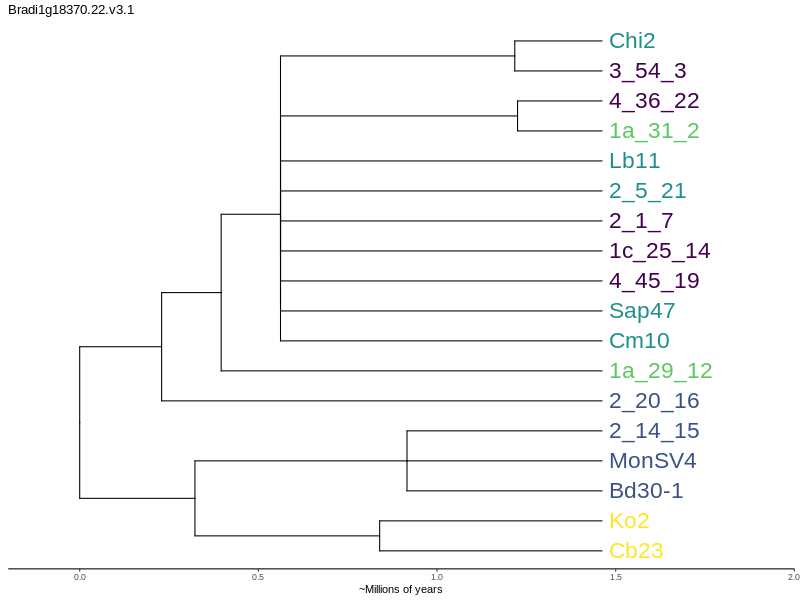 Bradi1g18370.22.v3.1
Chi2
3_54_3
4_36_22
1a_31_2
Lb11
2_5_21
2_1_7
1c_25_14
4_45_19
Sap47
Cm10
1a_29_12
2_20_16
2_14_15
MonSV4
Bd30-1
Ko2
Cb23
0.0 0.5 1.0 1.5 2.0
~Millions of years